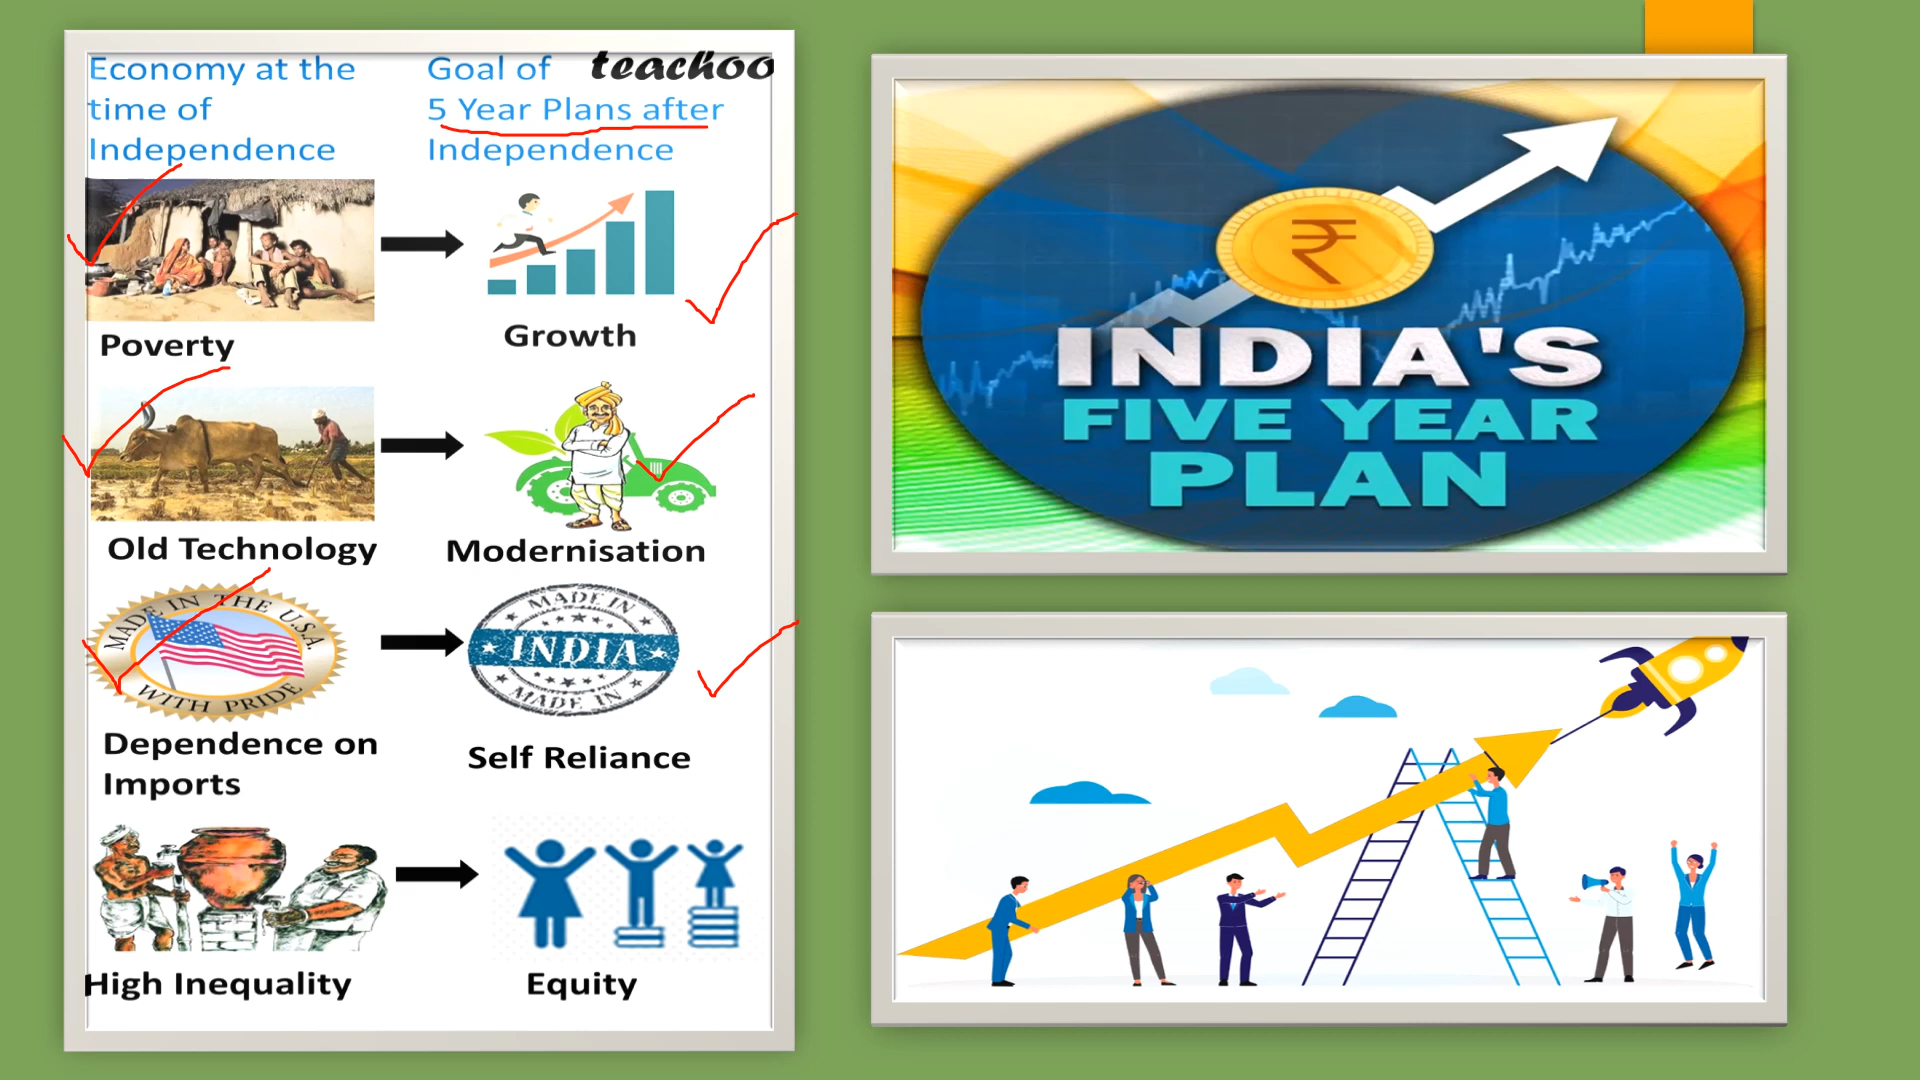 Economy at the
time of
Independence
Goal of
5 Year Plans after
Independence
teachoo
Poverty
Growth
Old Technology
Modernisation
MADE IN THE U.S.A.
WITH PRIDE
MADE IN
INDIA
MADE IN
Dependence on
Imports
Self Reliance
High Inequality
Equity
₹
INDIA'S
FIVE YEAR
PLAN